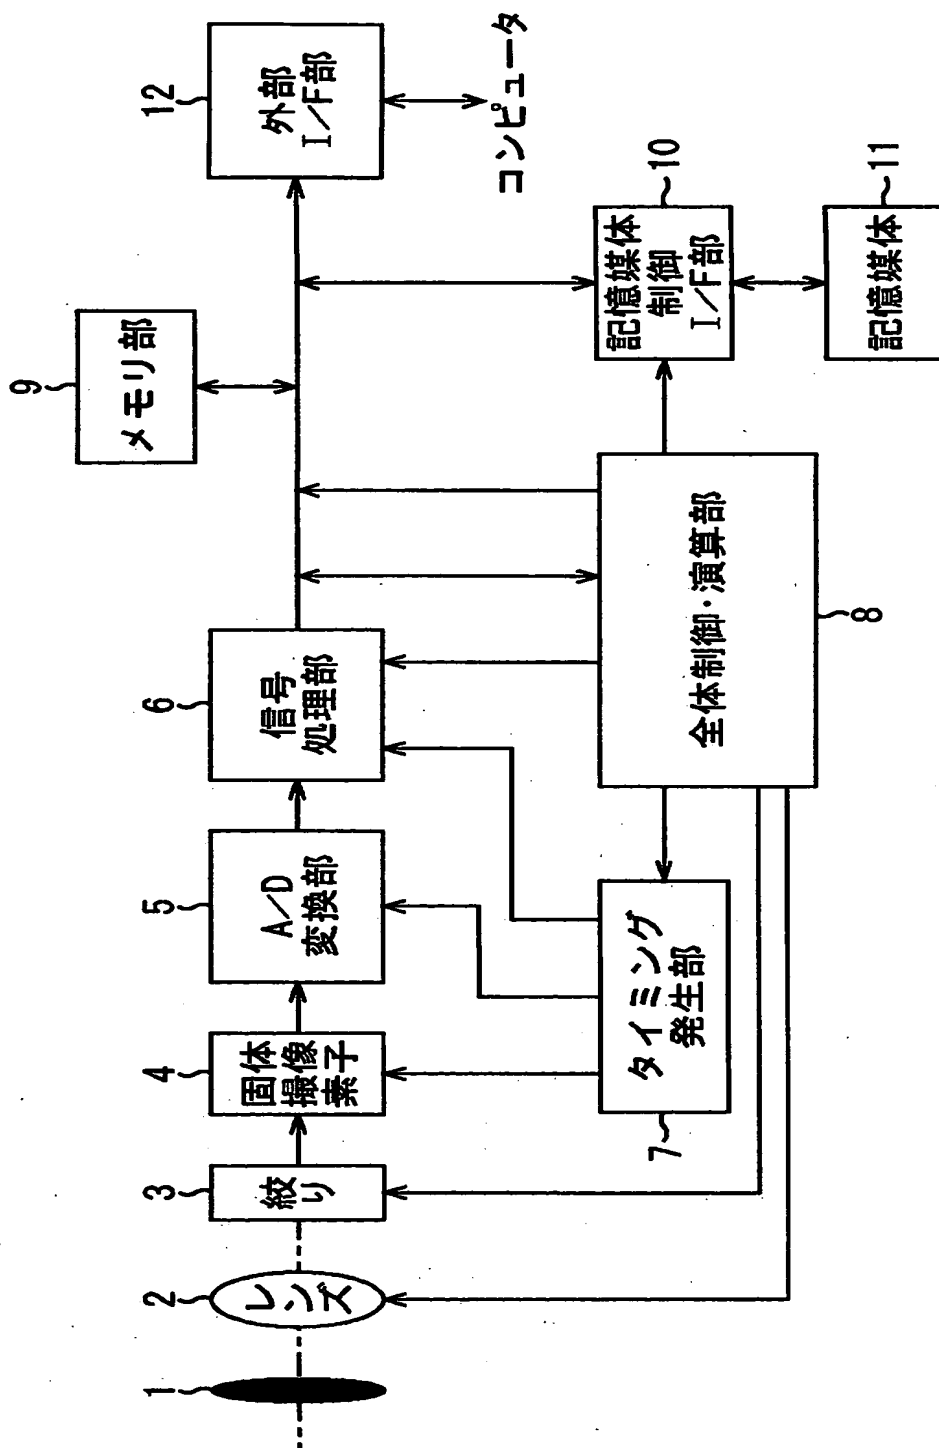 1
2
レンズ
3
絞り
4
固体
撮像
素子
5
A/D
変換部
6
信号
処理部
9
メモリ部
12
外部
I/F部
コンピュータ
7
タイミング
発生部
全体制御・演算部
8
記憶媒体
制御
I/F部
10
記憶媒体
11